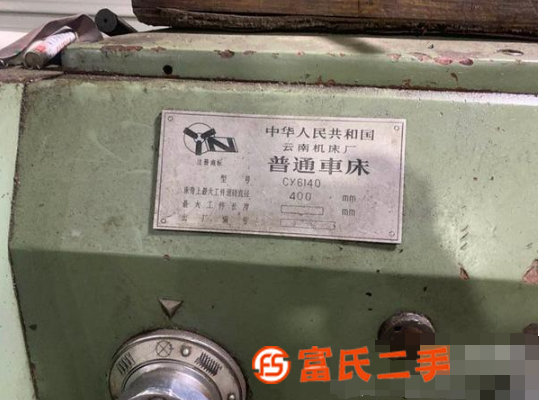 中华人民共和国
云南机床厂
YN
注册商标
普通車床
型号 CY6140
床身上最大工件回转直径 400 mm
最大工件长度 mm
出厂编号
FS 富氏二手